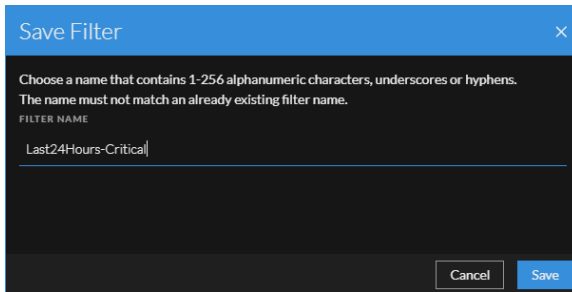 Save Filter
Choose a name that contains 1-256 alphanumeric characters, underscores or hyphens.
The name must not match an already existing filter name.
FILTER NAME
Last24Hours-Critical
Cancel Save